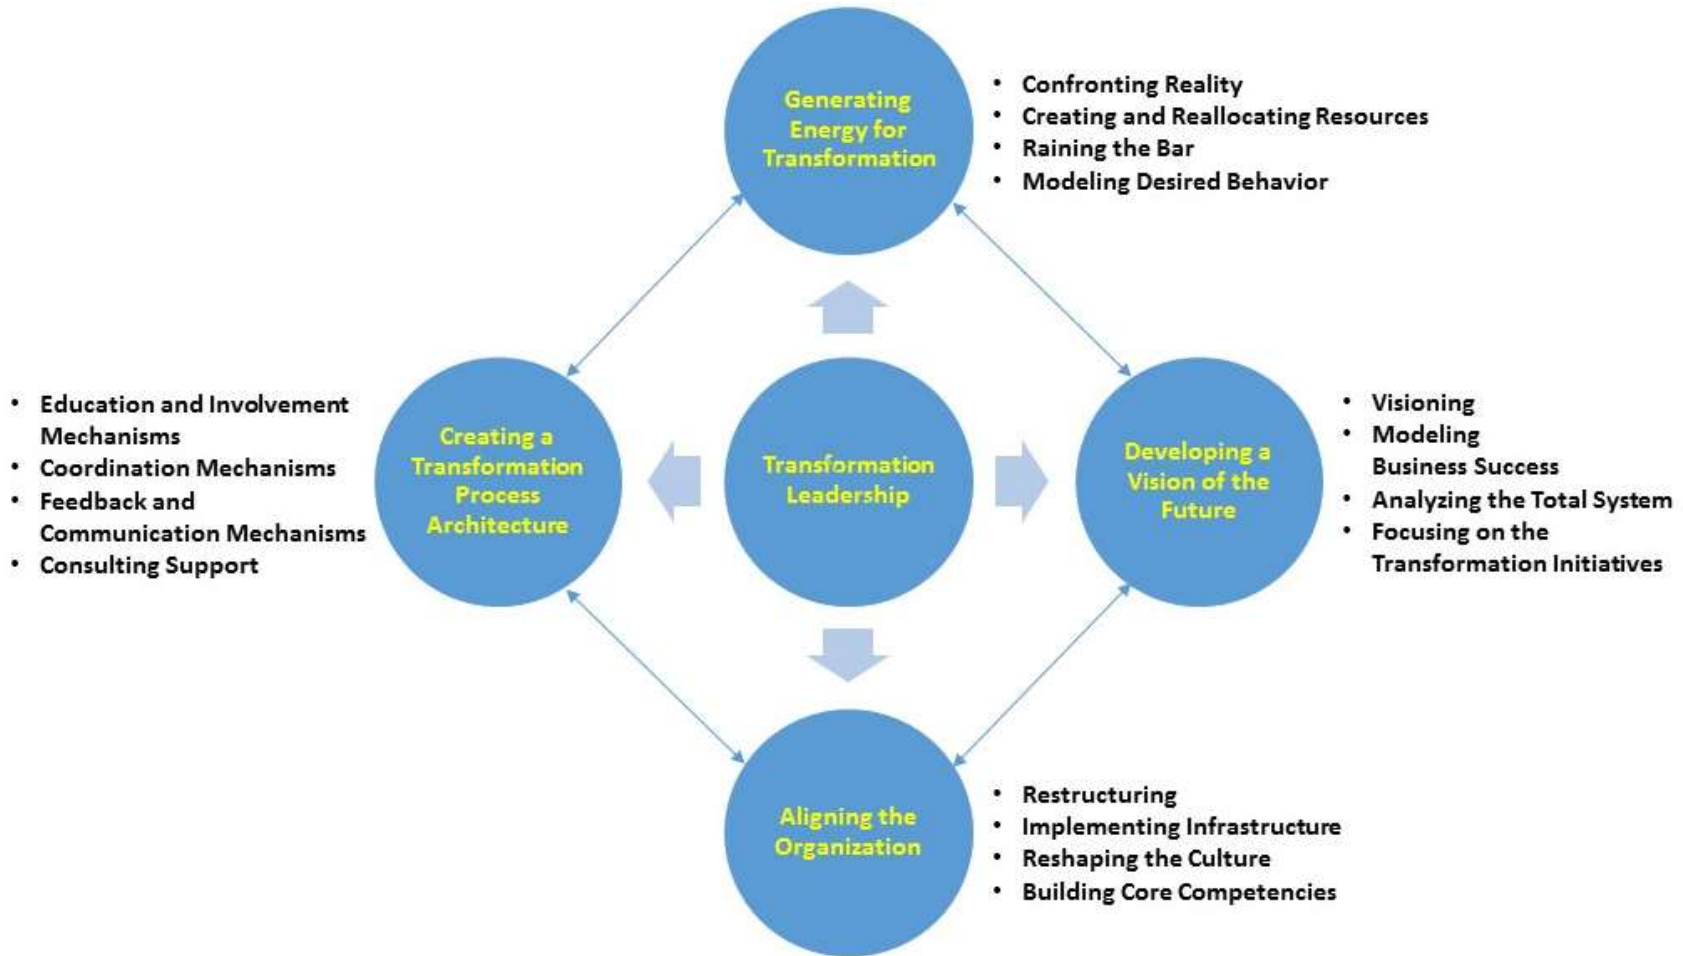 Generating
Energy for
Transformation
• Confronting Reality
• Creating and Reallocating Resources
• Raining the Bar
• Modeling Desired Behavior
• Education and Involvement
Mechanisms
• Coordination Mechanisms
• Feedback and
Communication Mechanisms
• Consulting Support
Creating a
Transformation
Process
Architecture
Transformation
Leadership
Developing a
Vision of the
Future
• Visioning
• Modeling
Business Success
• Analyzing the Total System
• Focusing on the
Transformation Initiatives
Aligning the
Organization
• Restructuring
• Implementing Infrastructure
• Reshaping the Culture
• Building Core Competencies